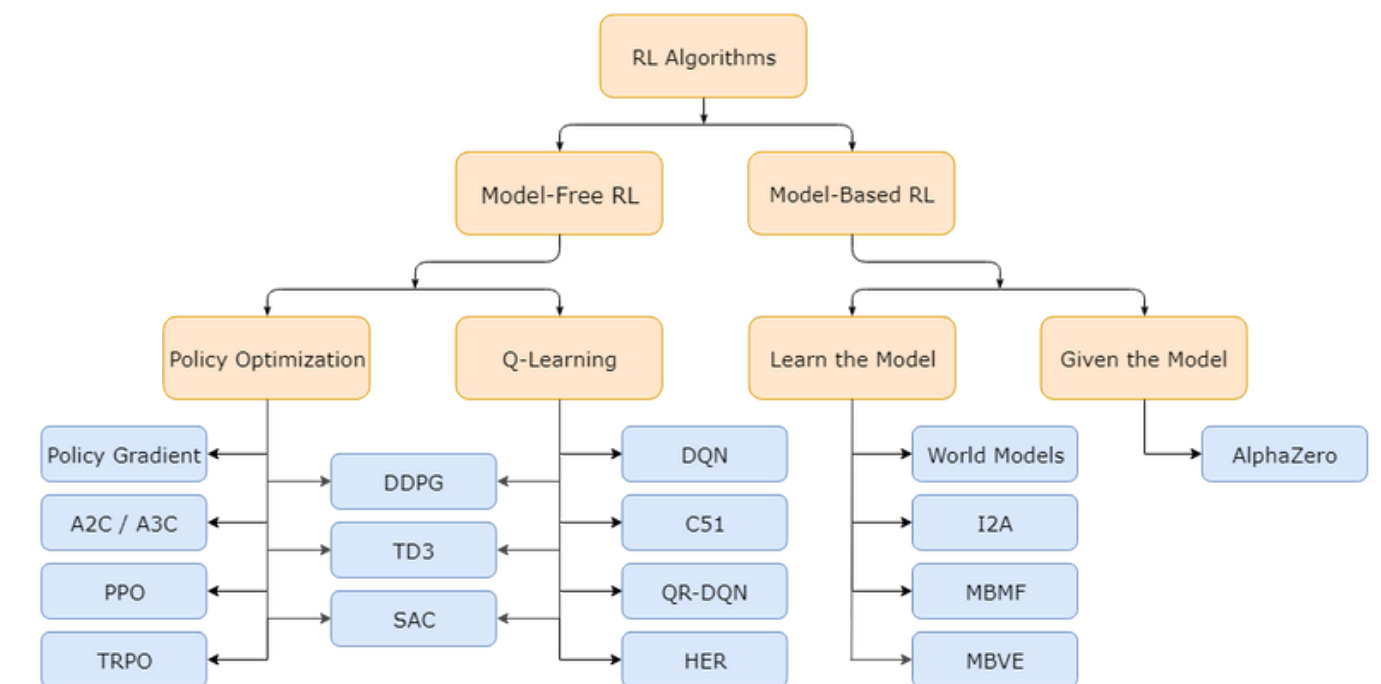 RL Algorithms
Model-Free RL
Model-Based RL
Policy Optimization
Q-Learning
Learn the Model
Given the Model
Policy Gradient
DQN
World Models
AlphaZero
DDPG
A2C / A3C
C51
I2A
TD3
PPO
QR-DQN
MBMF
SAC
TRPO
HER
MBVE